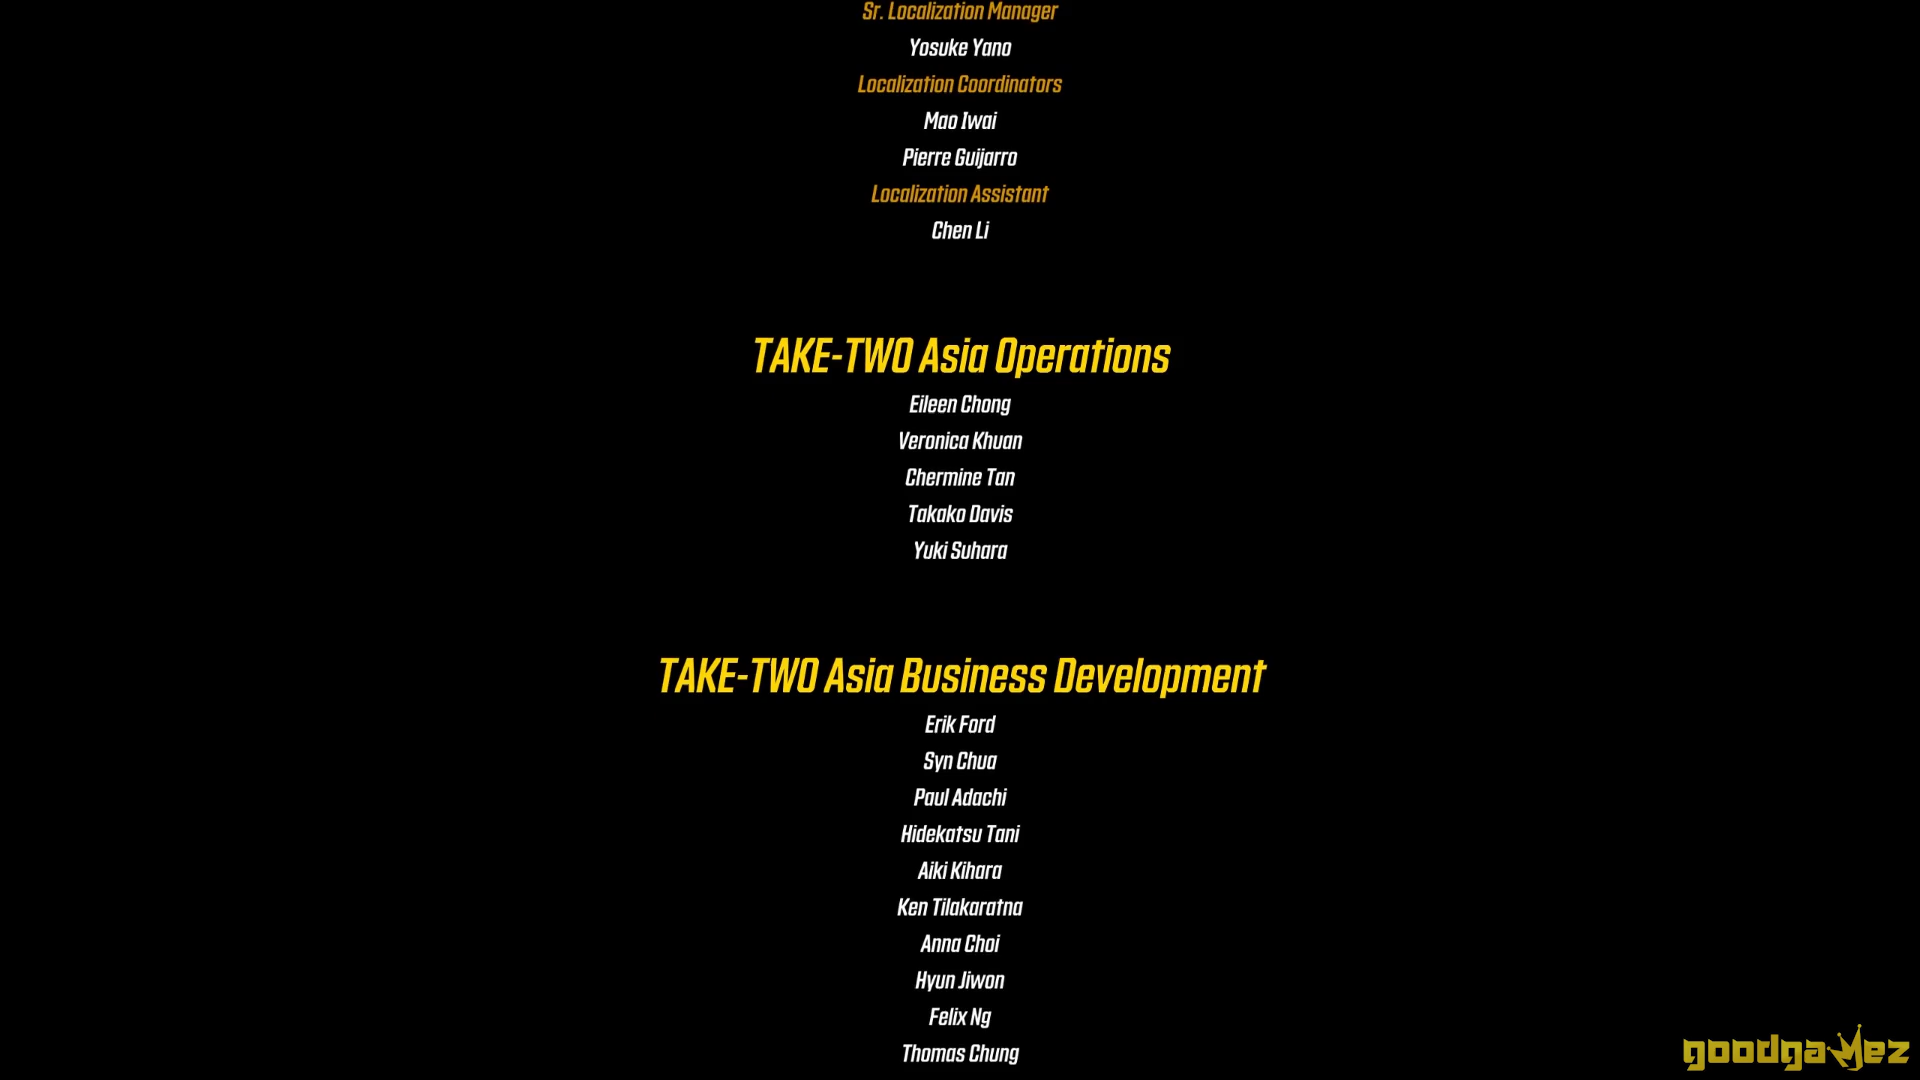 Sr. Localization Manager
Yosuke Yano
Localization Coordinators
Mao Iwai
Pierre Guijarro
Localization Assistant
Chen Li
TAKE-TWO Asia Operations
Eileen Chong
Veronica Khuan
Chermine Tan
Takako Davis
Yuki Suhara
TAKE-TWO Asia Business Development
Erik Ford
Syn Chua
Paul Adachi
Hidekatsu Tani
Aiki Kihara
Ken Tilakaratna
Anna Choi
Hyun Jiwon
Felix Ng
Thomas Chung
goodgamez